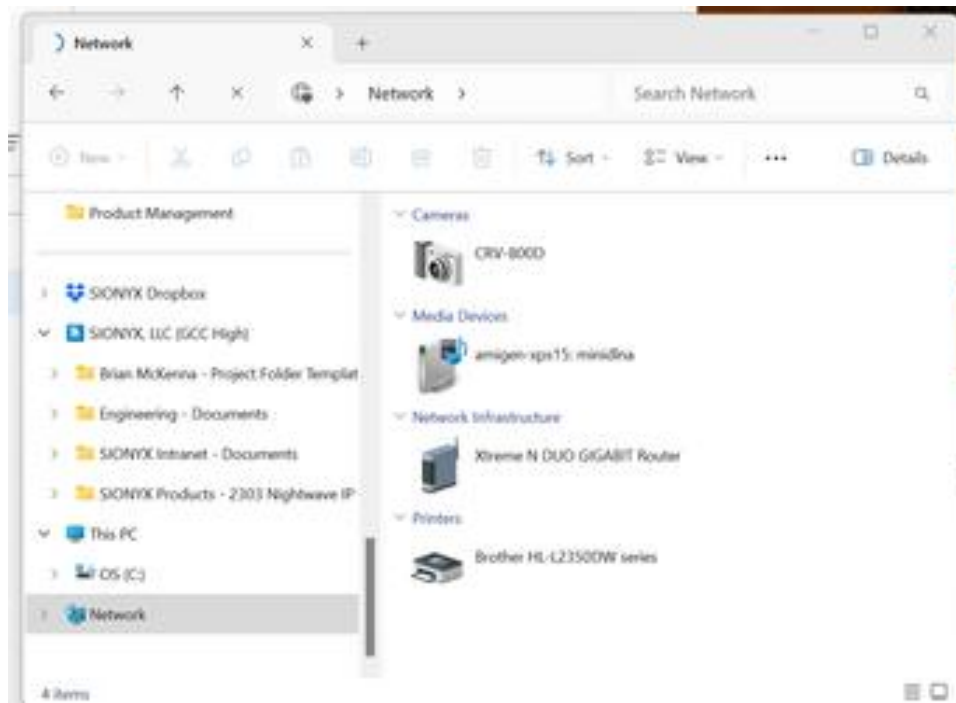 Network
Network
Search Network
New
Sort
View
Details
Product Management
SIONYX Dropbox
SIONYX, LLC (GCC High)
Brian McKenna - Project Folder Templat
Engineering - Documents
SIONYX Intranet - Documents
SIONYX Products - 2303 Nightwave IP
This PC
OS (C:)
Network
Cameras
CRV-800D
Media Devices
amigen-xps15: minidlna
Network Infrastructure
Xtreme N DUO GIGABIT Router
Printers
Brother HL-L2350DW series
4 items